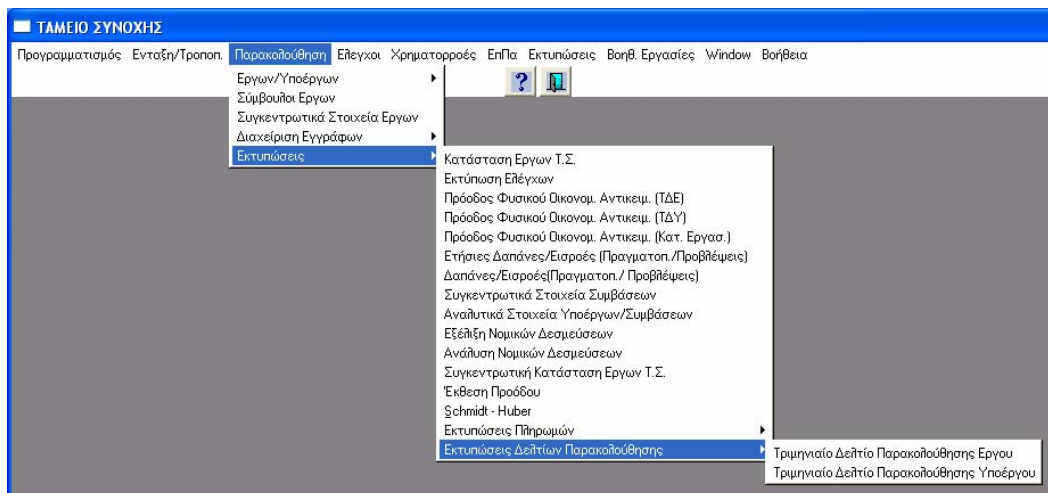 ΤΑΜΕΙΟ ΣΥΝΟΧΗΣ
Προγραμματισμός Ενταξη/Τροποπ. Παρακολούθηση Ελεγχοι Χρηματορροές ΕπΠα Εκτυπώσεις Βοηθ. Εργασίες Window Βοήθεια
Εργων/Υποέργων
Σύμβουλοι Εργων
Συγκεντρωτικά Στοιχεία Εργων
Διαχείριση Εγγράφων
Εκτυπώσεις
Κατάσταση Εργων Τ.Σ.
Εκτύπωση Ελέγχων
Πρόοδος Φυσικού Οικονομ. Αντικειμ. (ΤΔΕ)
Πρόοδος Φυσικού Οικονομ. Αντικειμ. (ΤΔΥ)
Πρόοδος Φυσικού Οικονομ. Αντικειμ. (Κατ. Εργασ.)
Ετήσιες Δαπάνες/Εισροές (Πραγματοπ./Προβλέψεις)
Δαπάνες/Εισροές(Πραγματοπ./ Προβλέψεις)
Συγκεντρωτικά Στοιχεία Συμβάσεων
Αναλυτικά Στοιχεία Υποέργων/Συμβάσεων
Εξέλιξη Νομικών Δεσμεύσεων
Ανάλυση Νομικών Δεσμεύσεων
Συγκεντρωτική Κατάσταση Εργων Τ.Σ.
Έκθεση Προόδου
Schmidt - Huber
Εκτυπώσεις Πληρωμών
Εκτυπώσεις Δελτίων Παρακολούθησης
Τριμηνιαίο Δελτίο Παρακολούθησης Εργου
Τριμηνιαίο Δελτίο Παρακολούθησης Υποέργου